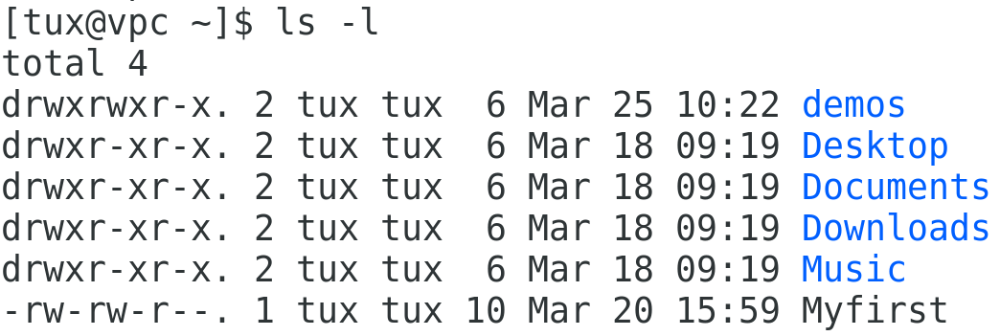 [tux@vpc ~]$ ls -l
total 4
drwxrwxr-x. 2 tux tux  6 Mar 25 10:22 demos
drwxr-xr-x. 2 tux tux  6 Mar 18 09:19 Desktop
drwxr-xr-x. 2 tux tux  6 Mar 18 09:19 Documents
drwxr-xr-x. 2 tux tux  6 Mar 18 09:19 Downloads
drwxr-xr-x. 2 tux tux  6 Mar 18 09:19 Music
-rw-rw-r--. 1 tux tux 10 Mar 20 15:59 Myfirst